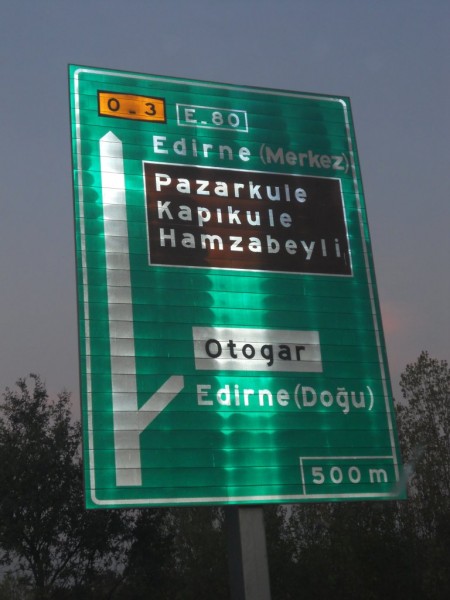 O-3 E-80
Edirne (Merkez)
Pazarkule
Kapıkule
Hamzabeyli
Otogar
Edirne (Doğu)
500 m